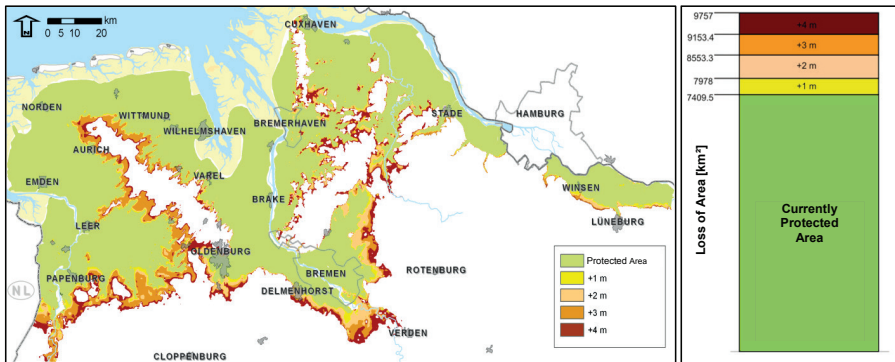 km
N
0 5 10 20
CUXHAVEN
NORDEN
WITTMUND
WILHELMSHAVEN
BREMERHAVEN
STADE
HAMBURG
AURICH
EMDEN
VAREL
BRAKE
WINSEN
LÜNEBURG
LEER
OLDENBURG
BREMEN
ROTENBURG
PAPENBURG
DELMENHORST
NL
VERDEN
CLOPPENBURG
Protected Area
+1 m
+2 m
+3 m
+4 m
Loss of Area [km²]
9757
+4 m
9153.4
+3 m
8553.3
+2 m
7978
+1 m
7409.5
Currently
Protected
Area